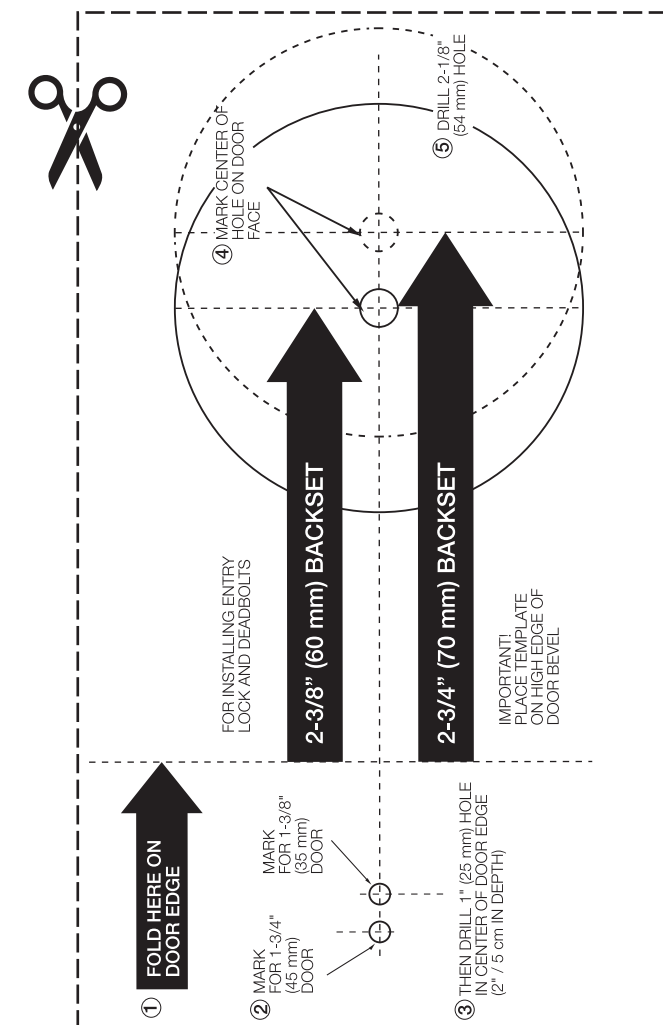 ①
FOLD HERE ON
DOOR EDGE
②
MARK
FOR 1-3/4"
(45 mm)
DOOR
MARK
FOR 1-3/8"
(35 mm)
DOOR
③ THEN DRILL 1" (25 mm) HOLE
IN CENTER OF DOOR EDGE
(2" / 5 cm IN DEPTH)
FOR INSTALLING ENTRY
LOCK AND DEADBOLTS
2-3/8” (60 mm) BACKSET
2-3/4” (70 mm) BACKSET
IMPORTANT!
PLACE TEMPLATE
ON HIGH EDGE OF
DOOR BEVEL
④ MARK CENTER OF
HOLE ON DOOR
FACE
⑤ DRILL 2-1/8"
(54 mm) HOLE